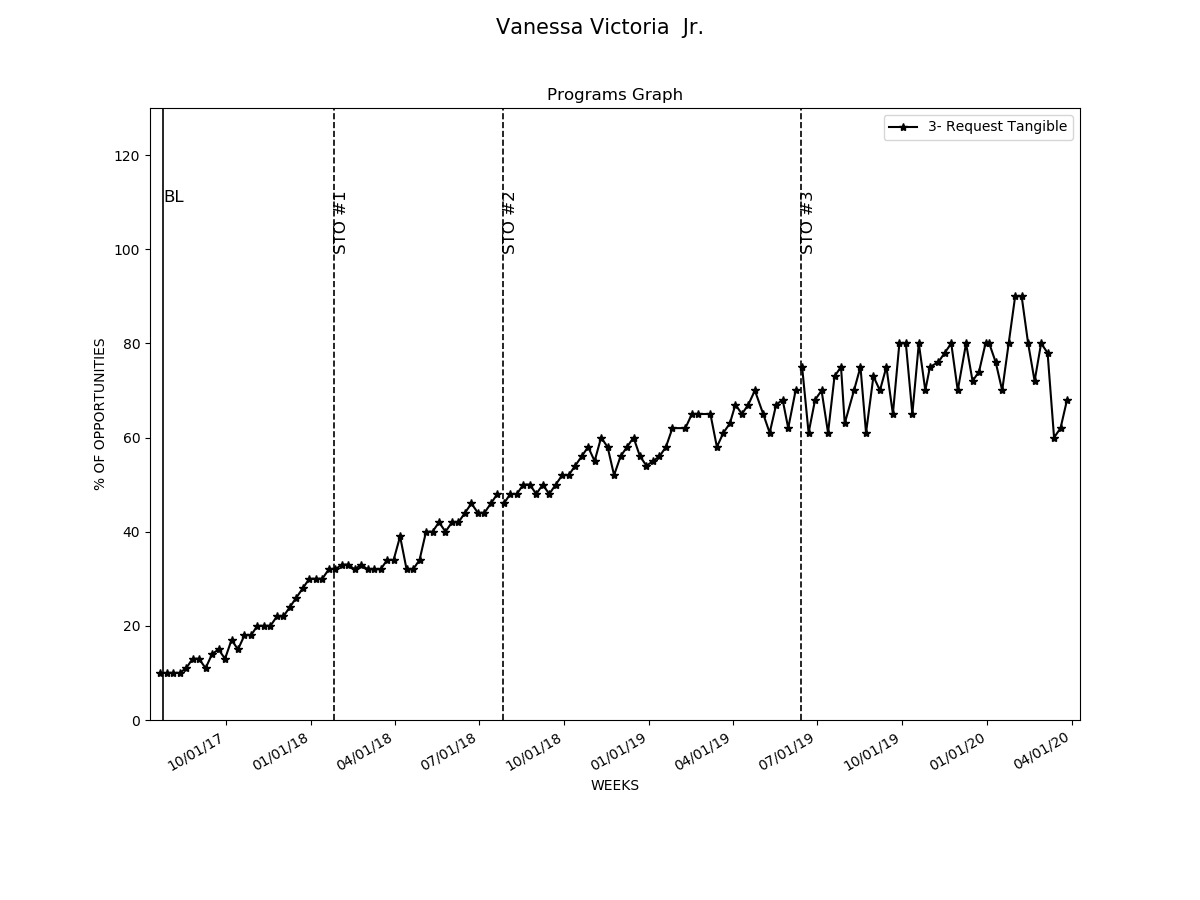 Vanessa Victoria  Jr.
Programs Graph
3- Request Tangible
BL
STO #1
STO #2
STO #3
% OF OPPORTUNITIES
120
100
80
60
40
20
0
10/01/17
01/01/18
04/01/18
07/01/18
10/01/18
01/01/19
04/01/19
07/01/19
10/01/19
01/01/20
04/01/20
WEEKS